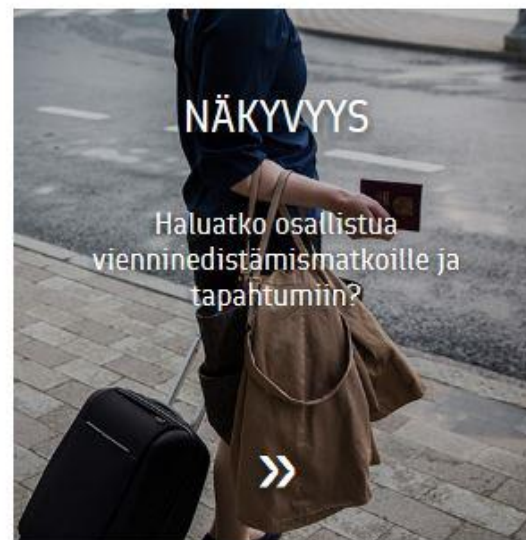 NÄKYVYYS
Haluatko osallistua
vienninedistämismatkoille ja
tapahtumiin?
»